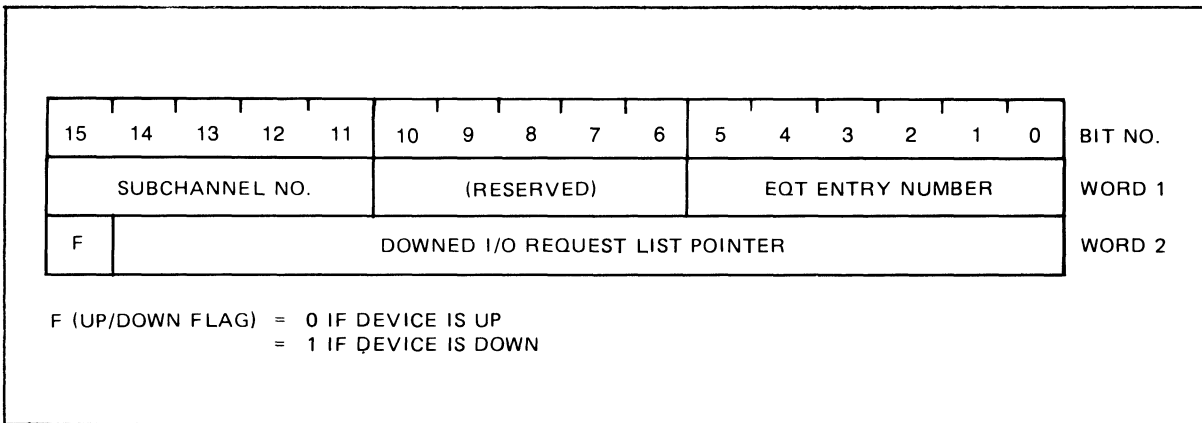 15 14 13 12 11 10 9 8 7 6 5 4 3 2 1 0 BIT NO.
SUBCHANNEL NO. (RESERVED) EQT ENTRY NUMBER WORD 1
F DOWNED I/O REQUEST LIST POINTER WORD 2
F (UP/DOWN FLAG) = 0 IF DEVICE IS UP
= 1 IF DEVICE IS DOWN